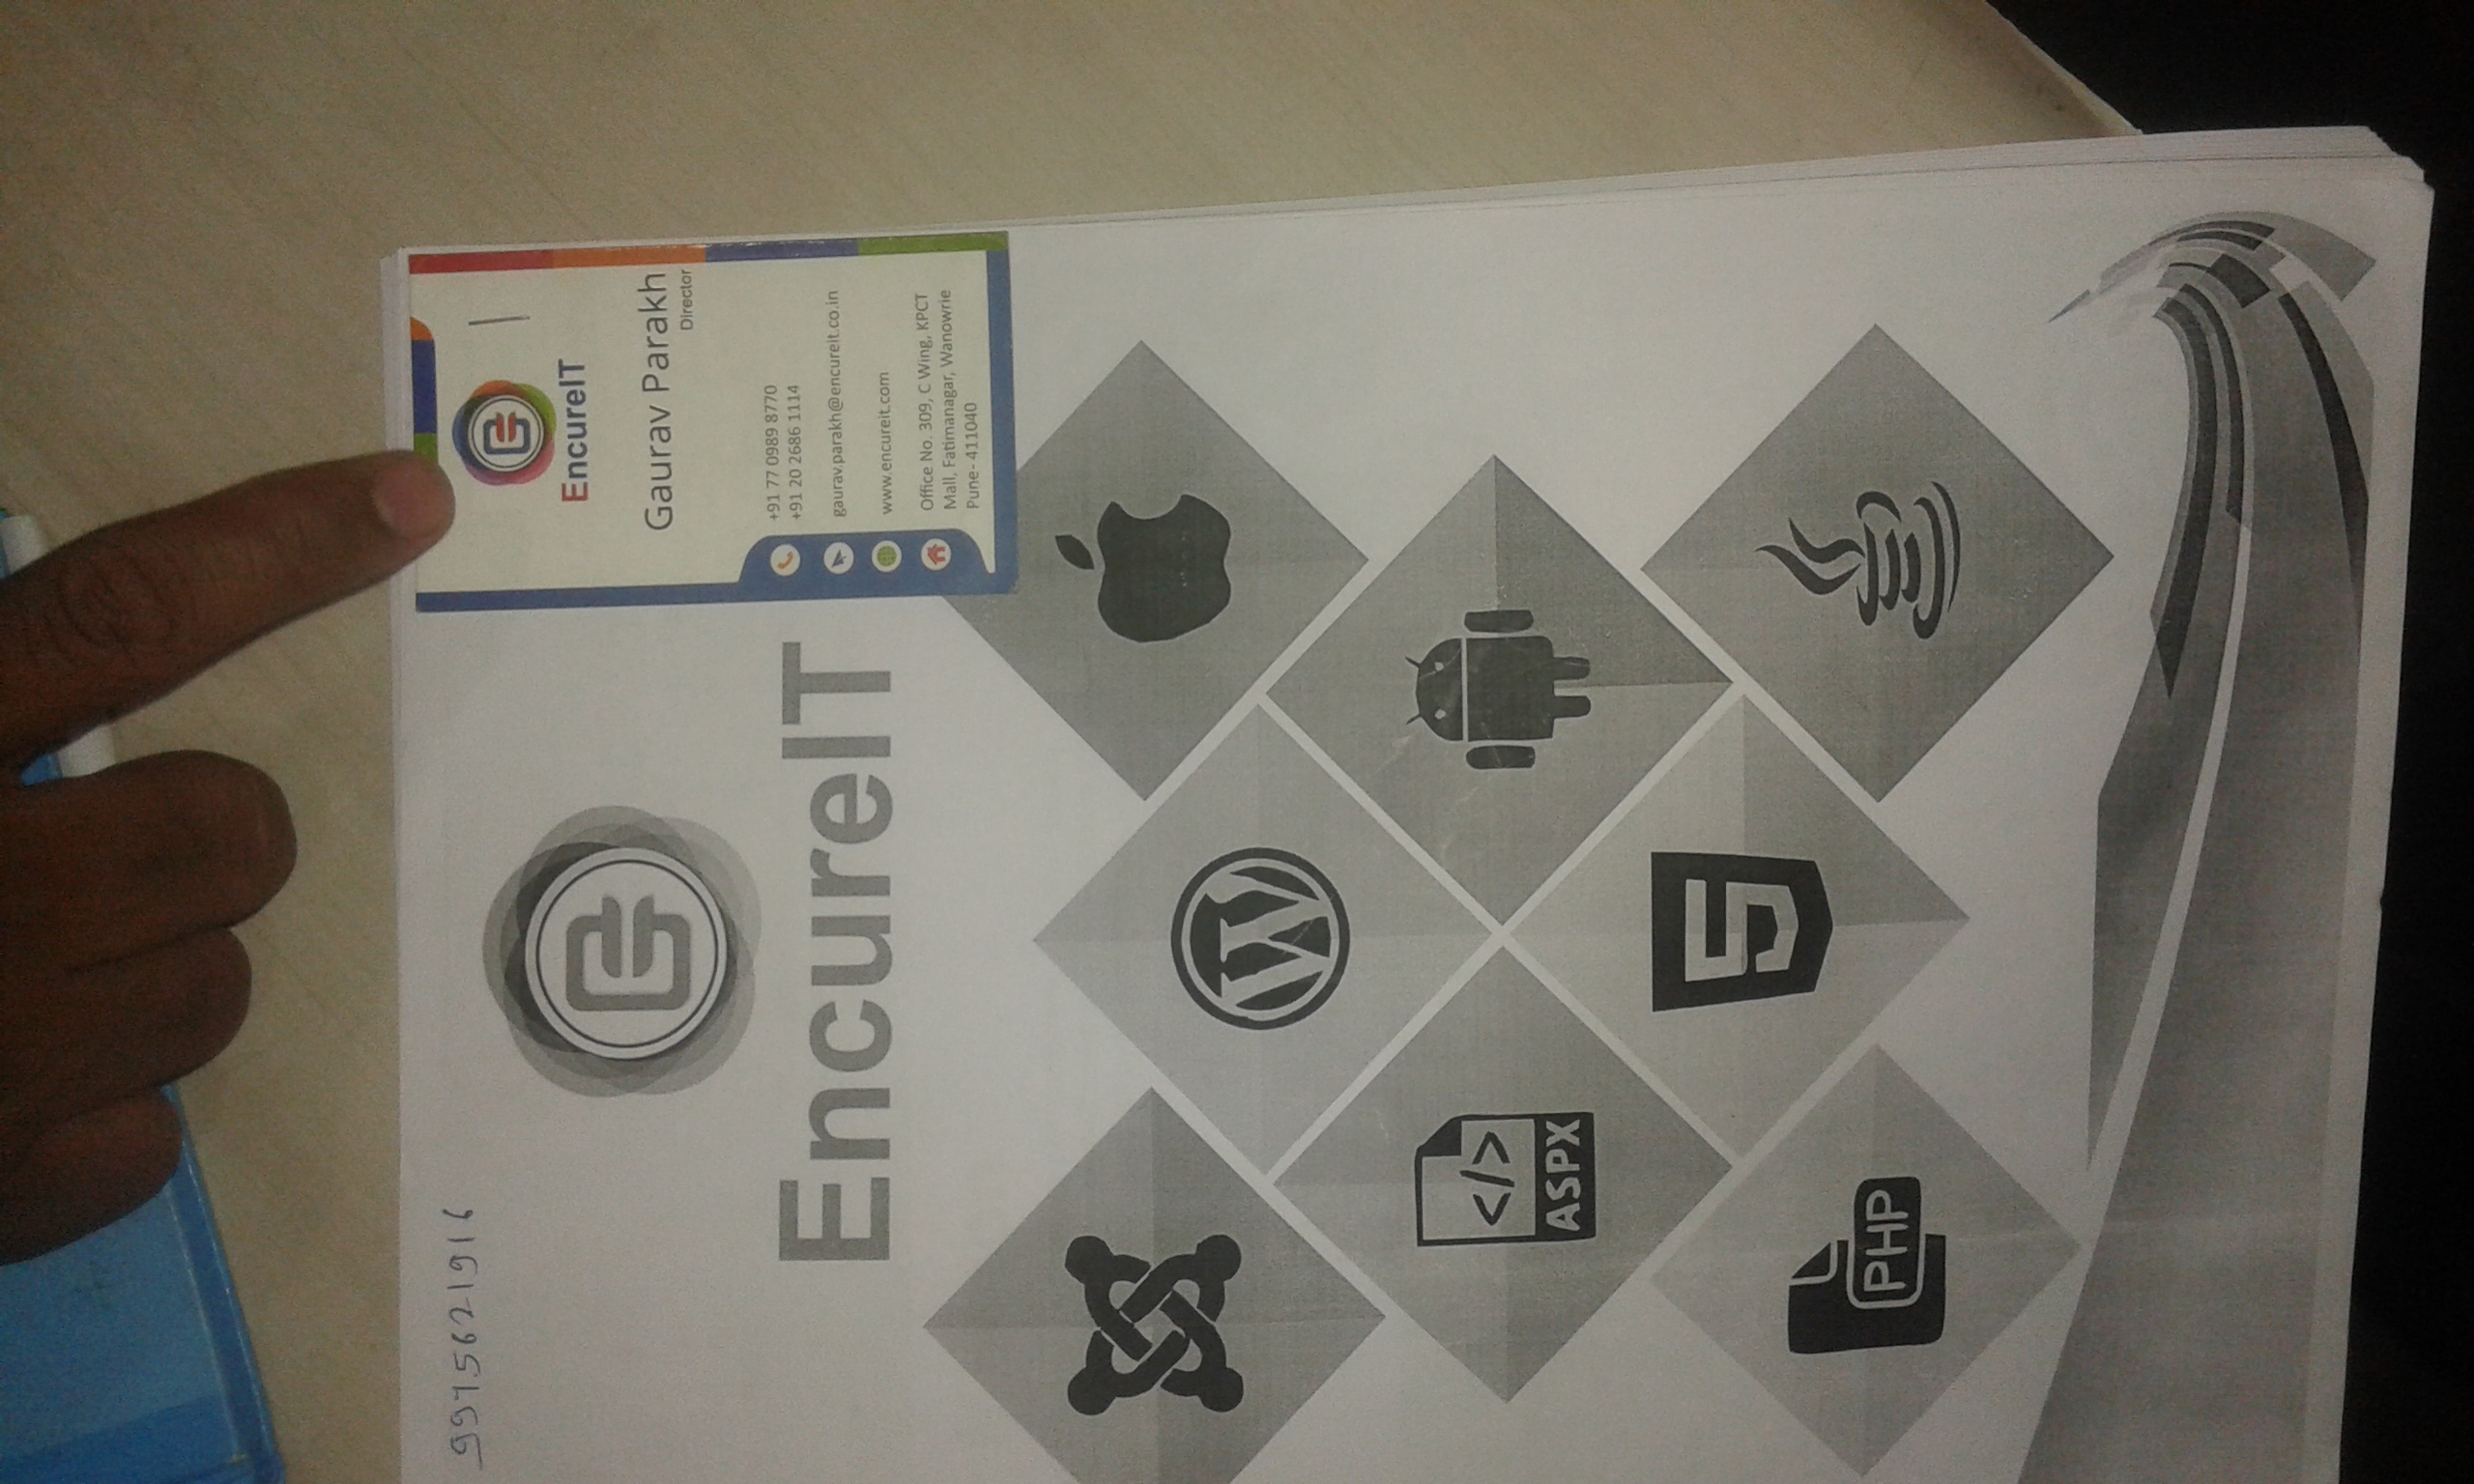 9975621916
EncureIT
EncureIT
Gaurav Parakh
Director
+91 77 0989 8770
+91 20 2686 1114
gaurav.parakh@encureit.co.in
www.encureit.com
Office No. 309, C Wing, KPCT
Mall, Fatimanagar, Wanowrie
Pune- 411040
</>
ASPX
5
PHP